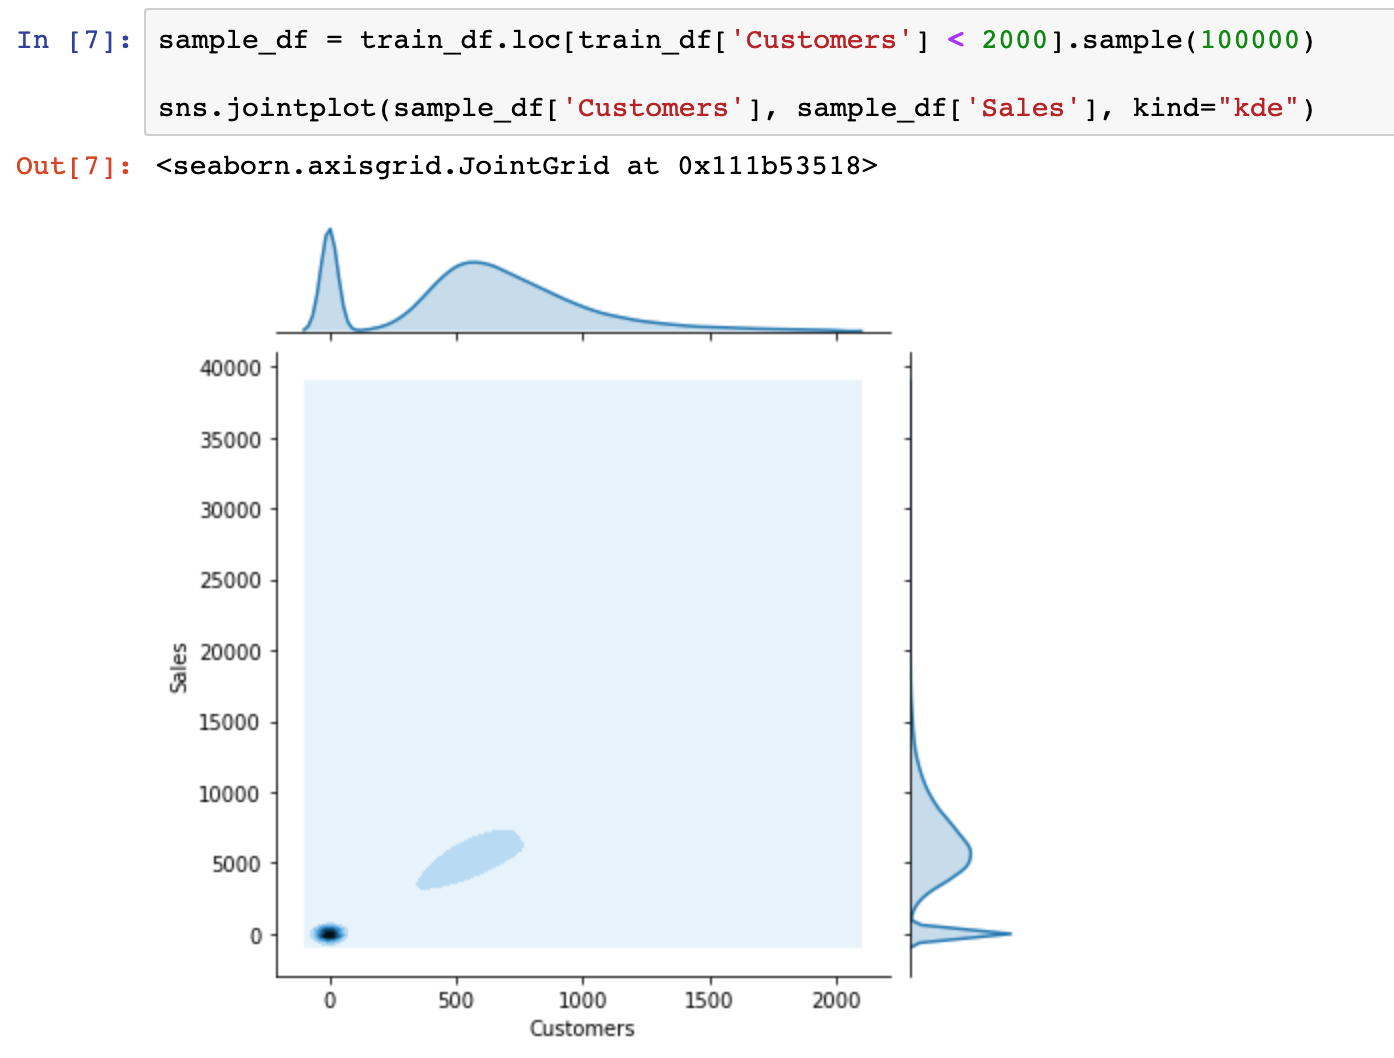 In [7]: sample_df = train_df.loc[train_df['Customers'] < 2000].sample(100000)
sns.jointplot(sample_df['Customers'], sample_df['Sales'], kind="kde")
Out[7]: <seaborn.axisgrid.JointGrid at 0x111b53518>
40000
35000
30000
25000
20000
Sales
15000
10000
5000
0
0 500 1000 1500 2000
Customers